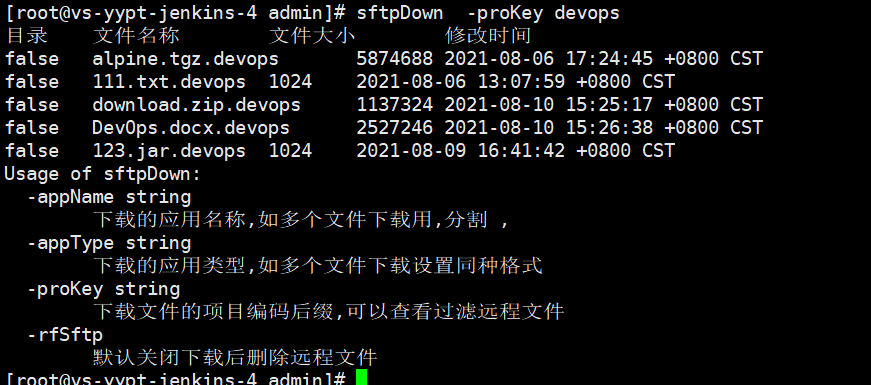 [root@vs-yypt-jenkins-4 admin]# sftpDown  -proKey devops
目录    文件名称        文件大小        修改时间
false   alpine.tgz.devops       5874688 2021-08-06 17:24:45 +0800 CST
false   111.txt.devops  1024    2021-08-06 13:07:59 +0800 CST
false   download.zip.devops     1137324 2021-08-10 15:25:17 +0800 CST
false   DevOps.docx.devops      2527246 2021-08-10 15:26:38 +0800 CST
false   123.jar.devops  1024    2021-08-09 16:41:42 +0800 CST
Usage of sftpDown:
  -appName string
        下载的应用名称,如多个文件下载用,分割 ,
  -appType string
        下载的应用类型,如多个文件下载设置同种格式
  -proKey string
        下载文件的项目编码后缀,可以查看过滤远程文件
  -rfSftp
        默认关闭下载后删除远程文件
[root@vs-yypt-jenkins-4 admin]#